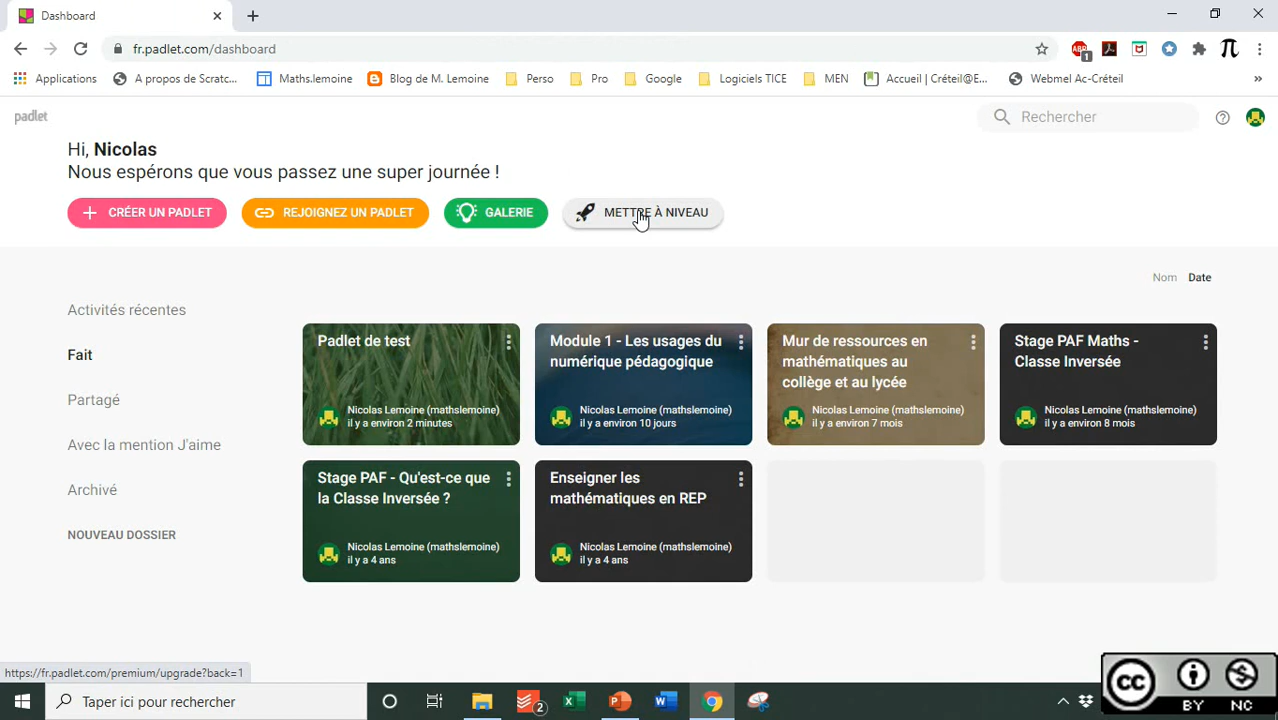 Dashboard
fr.padlet.com/dashboard
ABP
1
Applications
A propos de Scratc...
Maths.lemoine
Blog de M. Lemoine
Perso
Pro
Google
Logiciels TICE
MEN
Accueil | Créteil@E...
Webmel Ac-Créteil
padlet
Rechercher
Hi, Nicolas
Nous espérons que vous passez une super journée !
CRÉER UN PADLET
REJOIGNEZ UN PADLET
GALERIE
METTRE À NIVEAU
Nom Date
Activités récentes
Fait
Partagé
Avec la mention J'aime
Archivé
NOUVEAU DOSSIER
Padlet de test
Nicolas Lemoine (mathslemoine)
il y a environ 2 minutes
Module 1 - Les usages du
numérique pédagogique
Nicolas Lemoine (mathslemoine)
il y a environ 10 jours
Mur de ressources en
mathématiques au
collège et au lycée
Nicolas Lemoine (mathslemoine)
il y a environ 7 mois
Stage PAF Maths -
Classe Inversée
Nicolas Lemoine (mathslemoine)
il y a environ 8 mois
Stage PAF - Qu'est-ce que
la Classe Inversée ?
Nicolas Lemoine (mathslemoine)
il y a 4 ans
Enseigner les
mathématiques en REP
Nicolas Lemoine (mathslemoine)
il y a 4 ans
https://fr.padlet.com/premium/upgrade?back=1
Taper ici pour rechercher
2
cc
BY NC